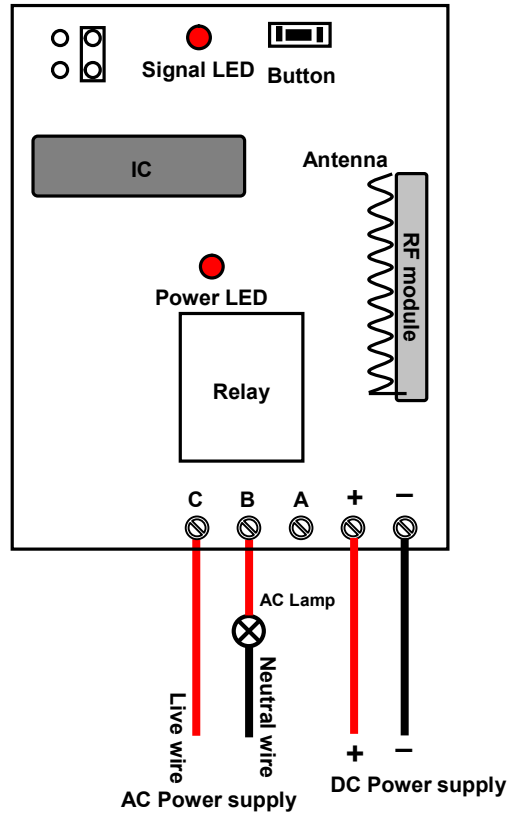 Signal LED
Button
IC
Antenna
RF module
Power LED
Relay
C B A + −
AC Lamp
Live wire
Neutral wire
+ −
AC Power supply
DC Power supply